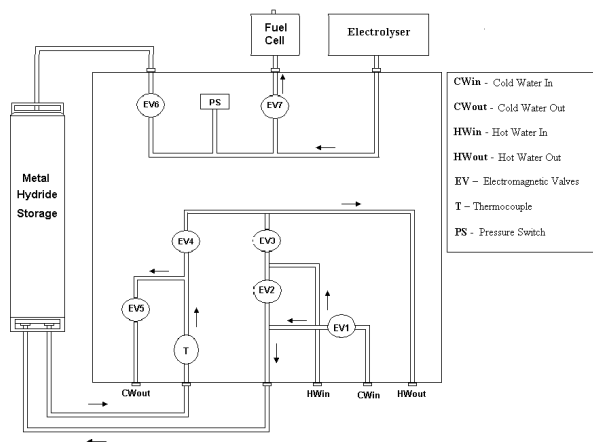 Fuel
Cell
Electrolyser
EV6
PS
EV7
Metal
Hydride
Storage
EV4
EV3
EV2
EV5
EV1
T
CWout
HWin
CWin
HWout
CWin - Cold Water In
CWout - Cold Water Out
HWin - Hot Water In
HWout - Hot Water Out
EV – Electromagnetic Valves
T – Thermocouple
PS - Pressure Switch